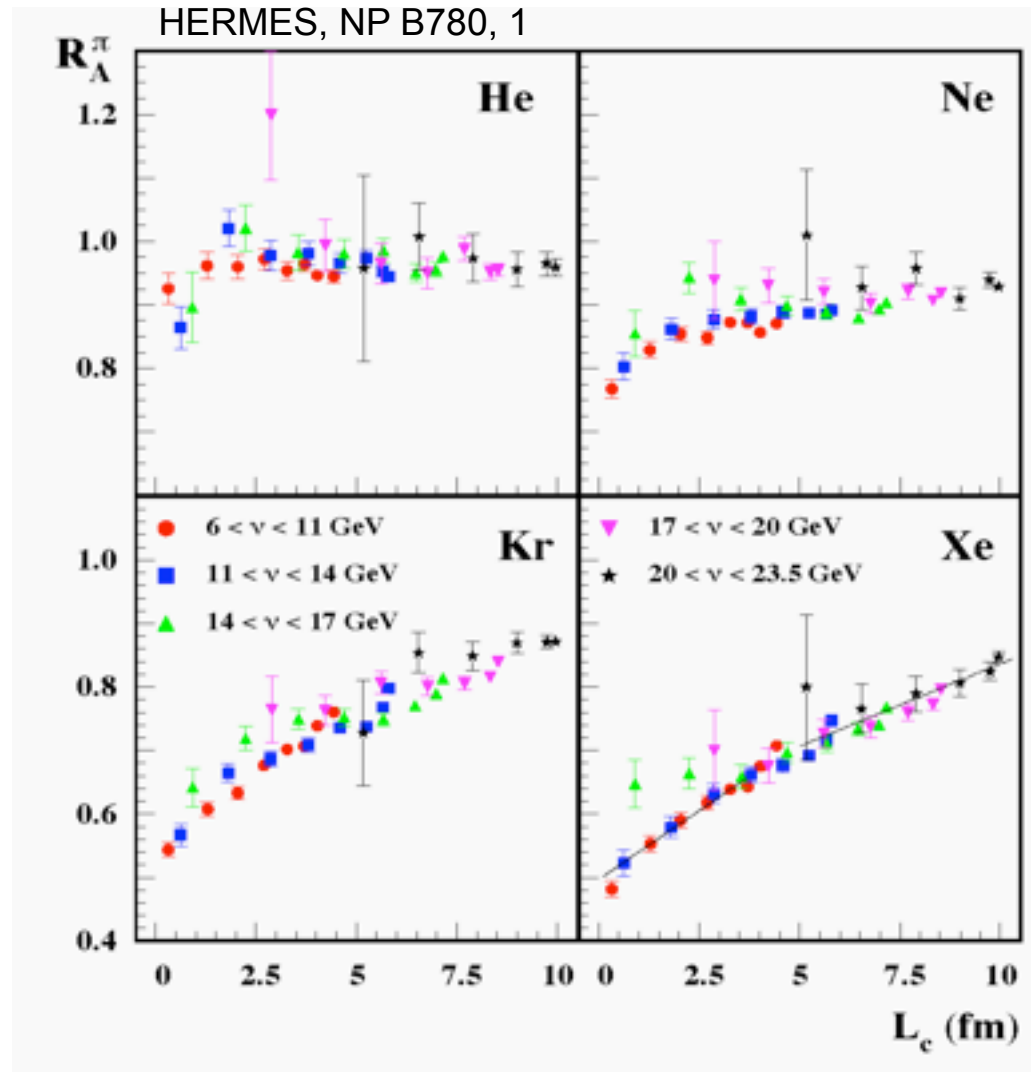 HERMES, NP B780, 1
R_A^π
He
Ne
1.2
1.0
0.8
6 < ν < 11 GeV
11 < ν < 14 GeV
14 < ν < 17 GeV
Kr
17 < ν < 20 GeV
20 < ν < 23.5 GeV
Xe
1.0
0.8
0.6
0.4
0 2.5 5 7.5 10
0 2.5 5 7.5 10
L_c (fm)